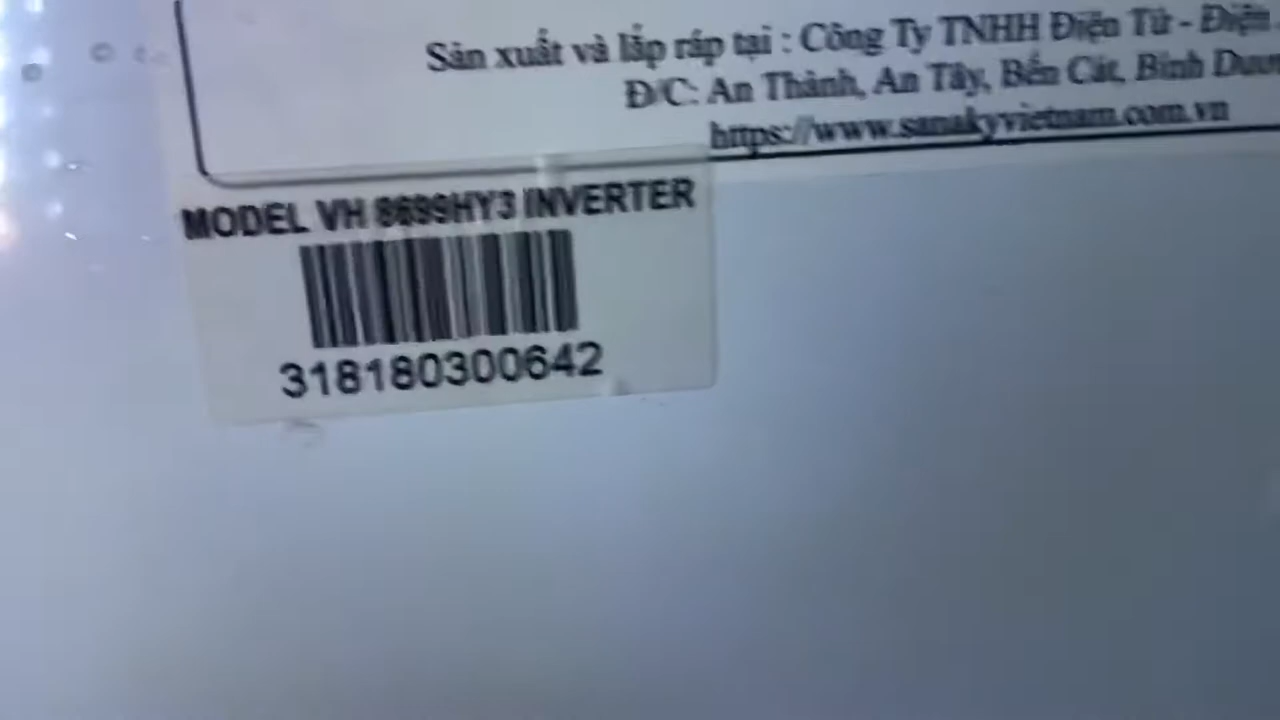 Sản xuất và lắp ráp tại : Công Ty TNHH Điện Tử - Điện
Đ/C: An Thành, An Tây, Bến Cát, Bình Dươn
https://www.sanakyvietnam.com.vn
MODEL VH 8699HY3 INVERTER
318180300642